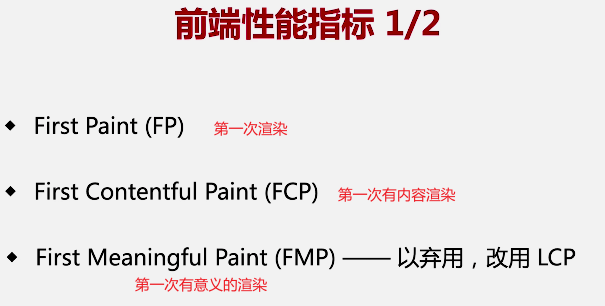 前端性能指标 1/2
◆ First Paint (FP) 第一次渲染
◆ First Contentful Paint (FCP) 第一次有内容渲染
◆ First Meaningful Paint (FMP) —— 以弃用，改用 LCP
第一次有意义的渲染